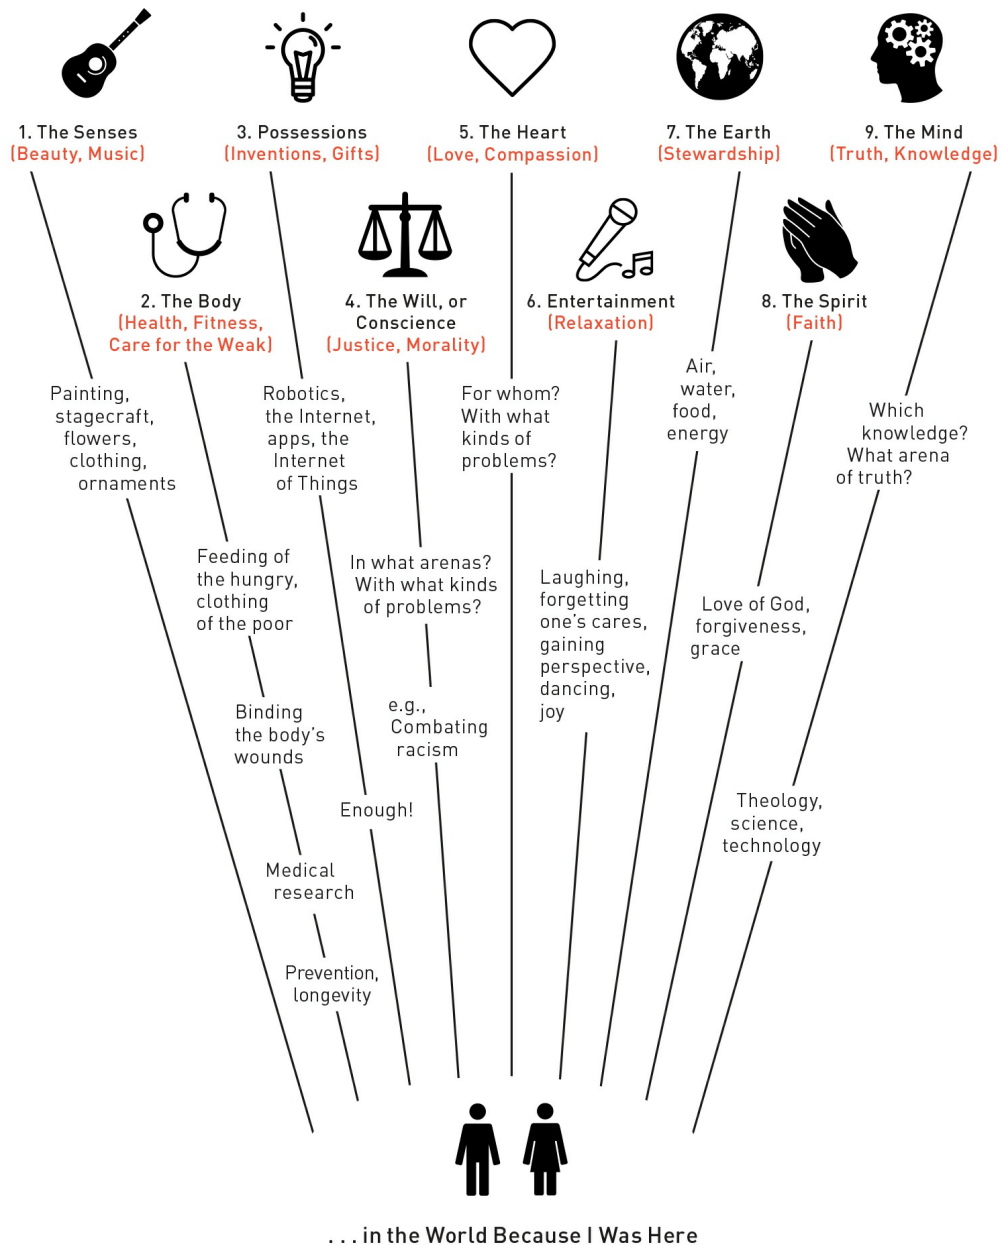 1. The Senses
(Beauty, Music)
3. Possessions
(Inventions, Gifts)
5. The Heart
(Love, Compassion)
7. The Earth
(Stewardship)
9. The Mind
(Truth, Knowledge)
2. The Body
(Health, Fitness,
Care for the Weak)
4. The Will, or
Conscience
(Justice, Morality)
6. Entertainment
(Relaxation)
8. The Spirit
(Faith)
Painting,
stagecraft,
flowers,
clothing,
ornaments
Robotics,
the Internet,
apps, the
Internet
of Things
For whom?
With what
kinds of
problems?
Air,
water,
food,
energy
Which
knowledge?
What arena
of truth?
Feeding of
the hungry,
clothing
of the poor
In what arenas?
With what kinds
of problems?
Laughing,
forgetting
one's cares,
gaining
perspective,
dancing,
joy
Love of God,
forgiveness,
grace
Binding
the body's
wounds
e.g.,
Combating
racism
Enough!
Theology,
science,
technology
Medical
research
Prevention,
longevity
. . . in the World Because I Was Here